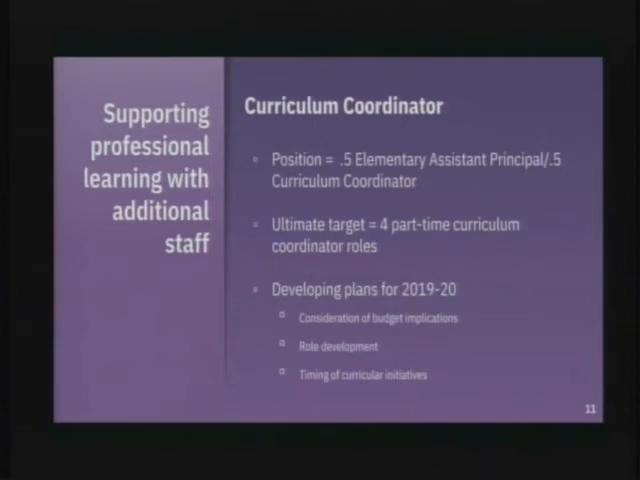 Supporting
professional
learning with
additional
staff
Curriculum Coordinator
Position = .5 Elementary Assistant Principal/.5
Curriculum Coordinator
Ultimate target = 4 part-time curriculum
coordinator roles
Developing plans for 2019-20
Consideration of budget implications
Role development
Timing of curricular initiatives
11